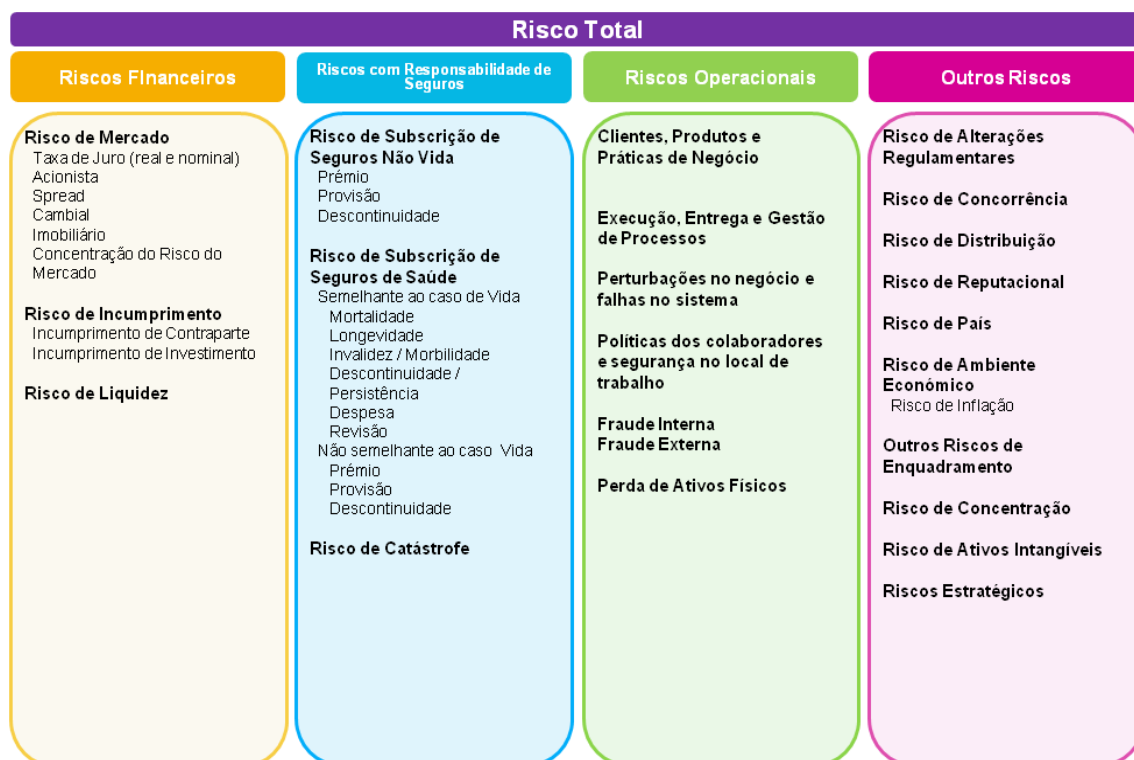 Risco Total
Riscos FInanceiros
Risco de Mercado
Taxa de Juro (real e nominal)
Acionista
Spread
Cambial
Imobiliário
Concentração do Risco do
Mercado
Risco de Incumprimento
Incumprimento de Contraparte
Incumprimento de Investimento
Risco de Liquidez
Riscos com Responsabilidade de
Seguros
Risco de Subscrição de
Seguros Não Vida
Prémio
Provisão
Descontinuidade
Risco de Subscrição de
Seguros de Saúde
Semelhante ao caso de Vida
Mortalidade
Longevidade
Invalidez / Morbilidade
Descontinuidade /
Persistência
Despesa
Revisão
Não semelhante ao caso Vida
Prémio
Provisão
Descontinuidade
Risco de Catástrofe
Riscos Operacionais
Clientes, Produtos e
Práticas de Negócio
Execução, Entrega e Gestão
de Processos
Perturbações no negócio e
falhas no sistema
Políticas dos colaboradores
e segurança no local de
trabalho
Fraude Interna
Fraude Externa
Perda de Ativos Físicos
Outros Riscos
Risco de Alterações
Regulamentares
Risco de Concorrência
Risco de Distribuição
Risco de Reputacional
Risco de País
Risco de Ambiente
Económico
Risco de Inflação
Outros Riscos de
Enquadramento
Risco de Concentração
Risco de Ativos Intangíveis
Riscos Estratégicos